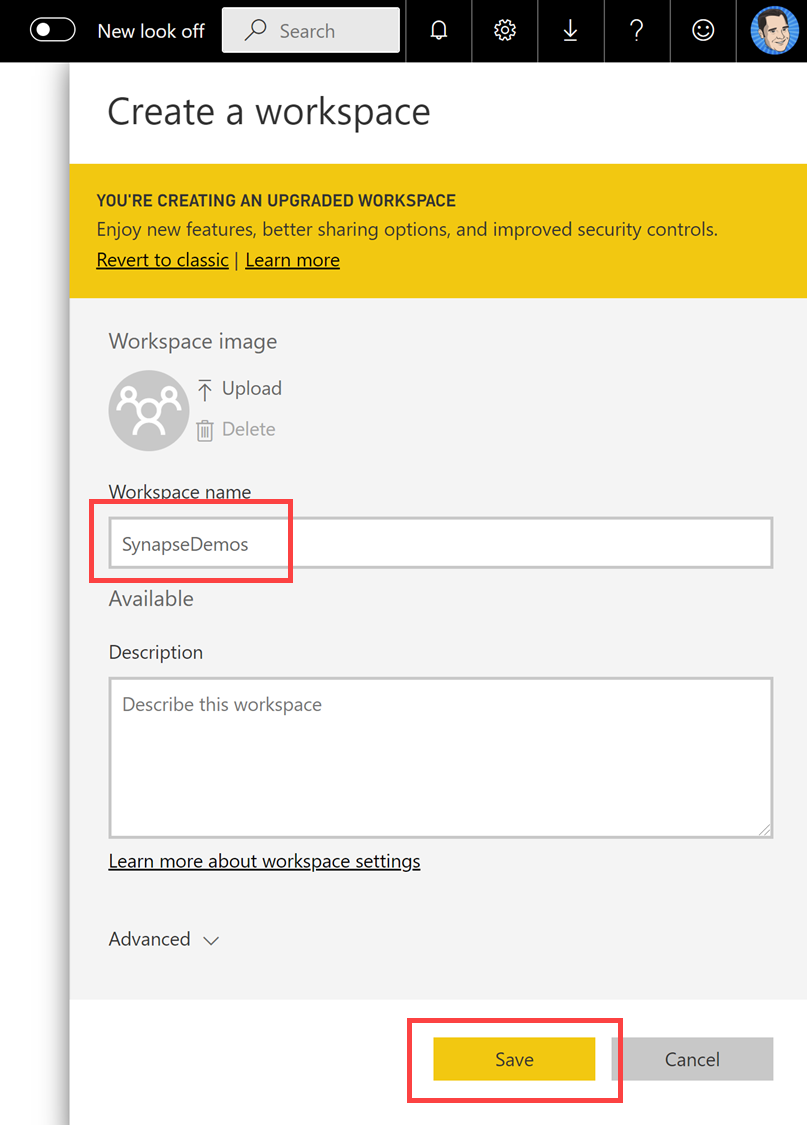 New look off
Search
Create a workspace
YOU'RE CREATING AN UPGRADED WORKSPACE
Enjoy new features, better sharing options, and improved security controls.
Revert to classic | Learn more
Workspace image
Upload
Delete
Workspace name
SynapseDemos
Available
Description
Describe this workspace
Learn more about workspace settings
Advanced
Save
Cancel